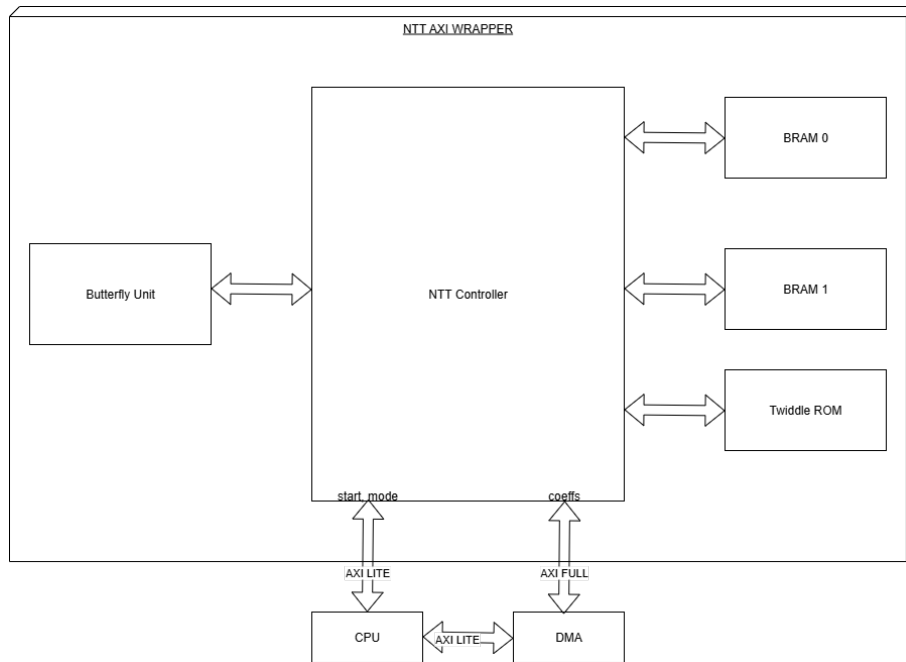 NTT AXI WRAPPER
BRAM 0
Butterfly Unit
NTT Controller
BRAM 1
Twiddle ROM
start, mode
coeffs
AXI LITE
AXI FULL
CPU
AXI LITE
DMA